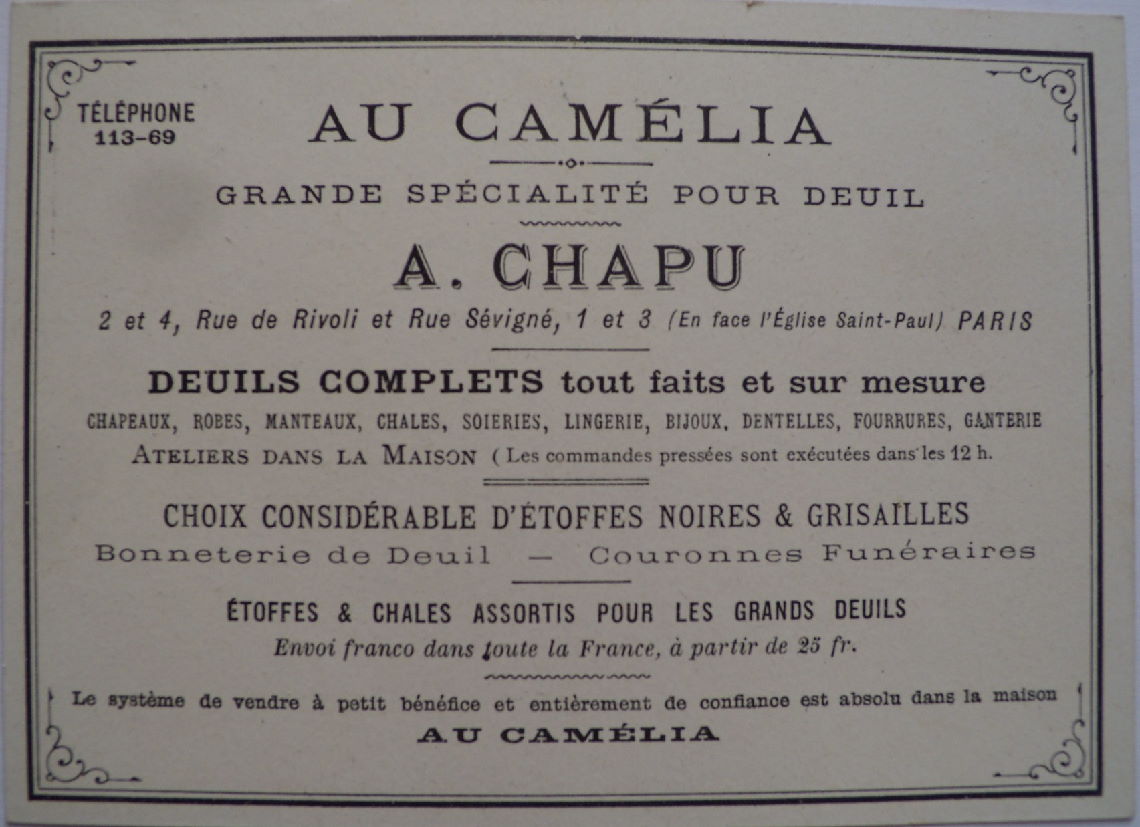 TÉLÉPHONE
113-69
AU CAMÉLIA
GRANDE SPÉCIALITÉ POUR DEUIL
A. CHAPU
2 et 4, Rue de Rivoli et Rue Sévigné, 1 et 3 (En face l'Église Saint-Paul) PARIS
DEUILS COMPLETS tout faits et sur mesure
CHAPEAUX, ROBES, MANTEAUX, CHALES, SOIERIES, LINGERIE, BIJOUX, DENTELLES, FOURRURES, GANTERIE
ATELIERS DANS LA MAISON (Les commandes pressées sont exécutées dans les 12 h.
CHOIX CONSIDÉRABLE D'ÉTOFFES NOIRES & GRISAILLES
Bonneterie de Deuil — Couronnes Funéraires
ÉTOFFES & CHALES ASSORTIS POUR LES GRANDS DEUILS
Envoi franco dans toute la France, à partir de 25 fr.
Le système de vendre à petit bénéfice et entièrement de confiance est absolu dans la maison
AU CAMÉLIA